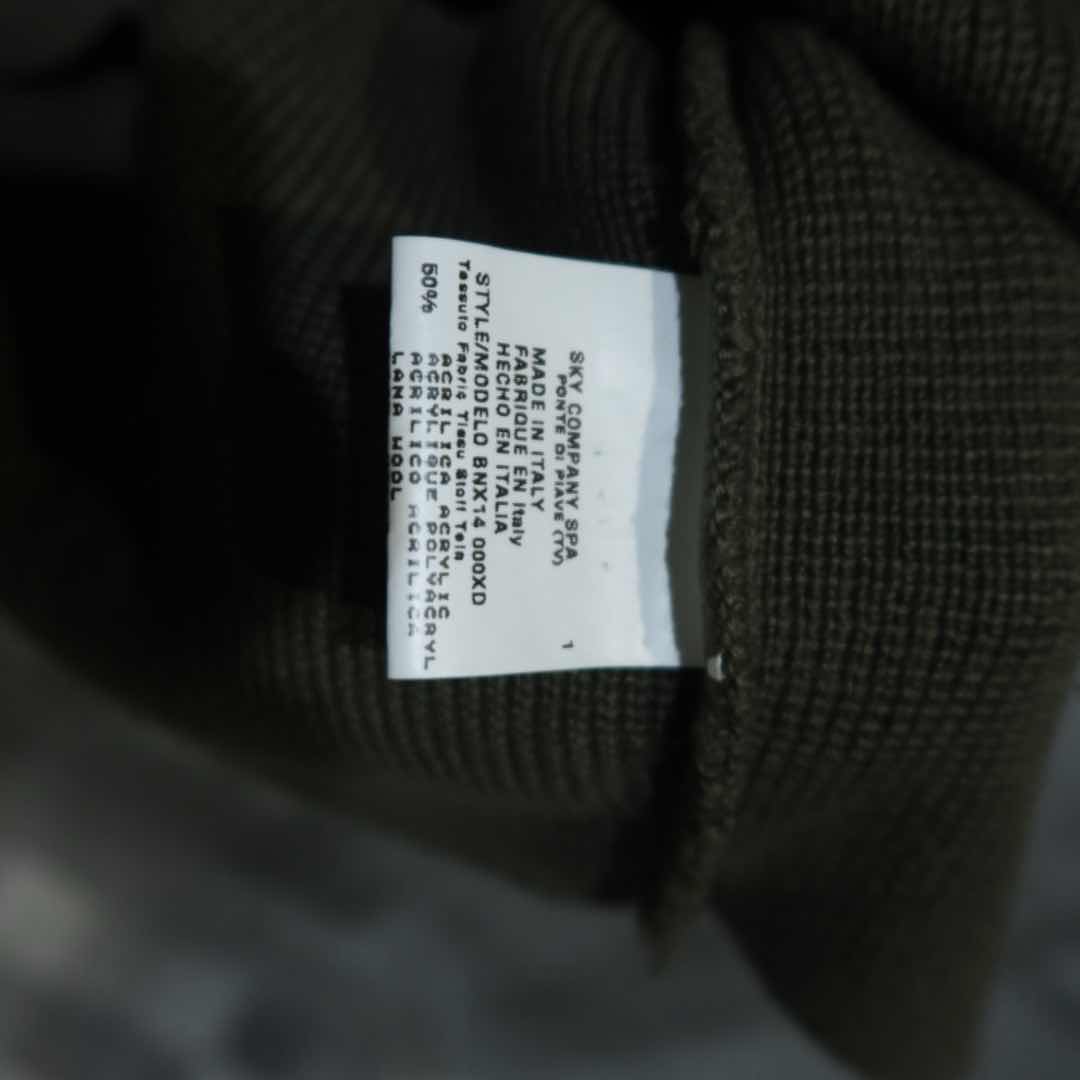 SKY COMPANY SPA
PONTE DI PIAVE (TV)
1
MADE IN ITALY
FABRIQUE EN Italy
HECHO EN ITALIA
STYLE/MODELO BNX14 000XD
Tessuto Fabric Tissu Stoff Tela
50% ACRILICA ACRYLIC
ACRYLIQUE POLYACRYL
ACRILICO ACRILICA
LANA WOOL